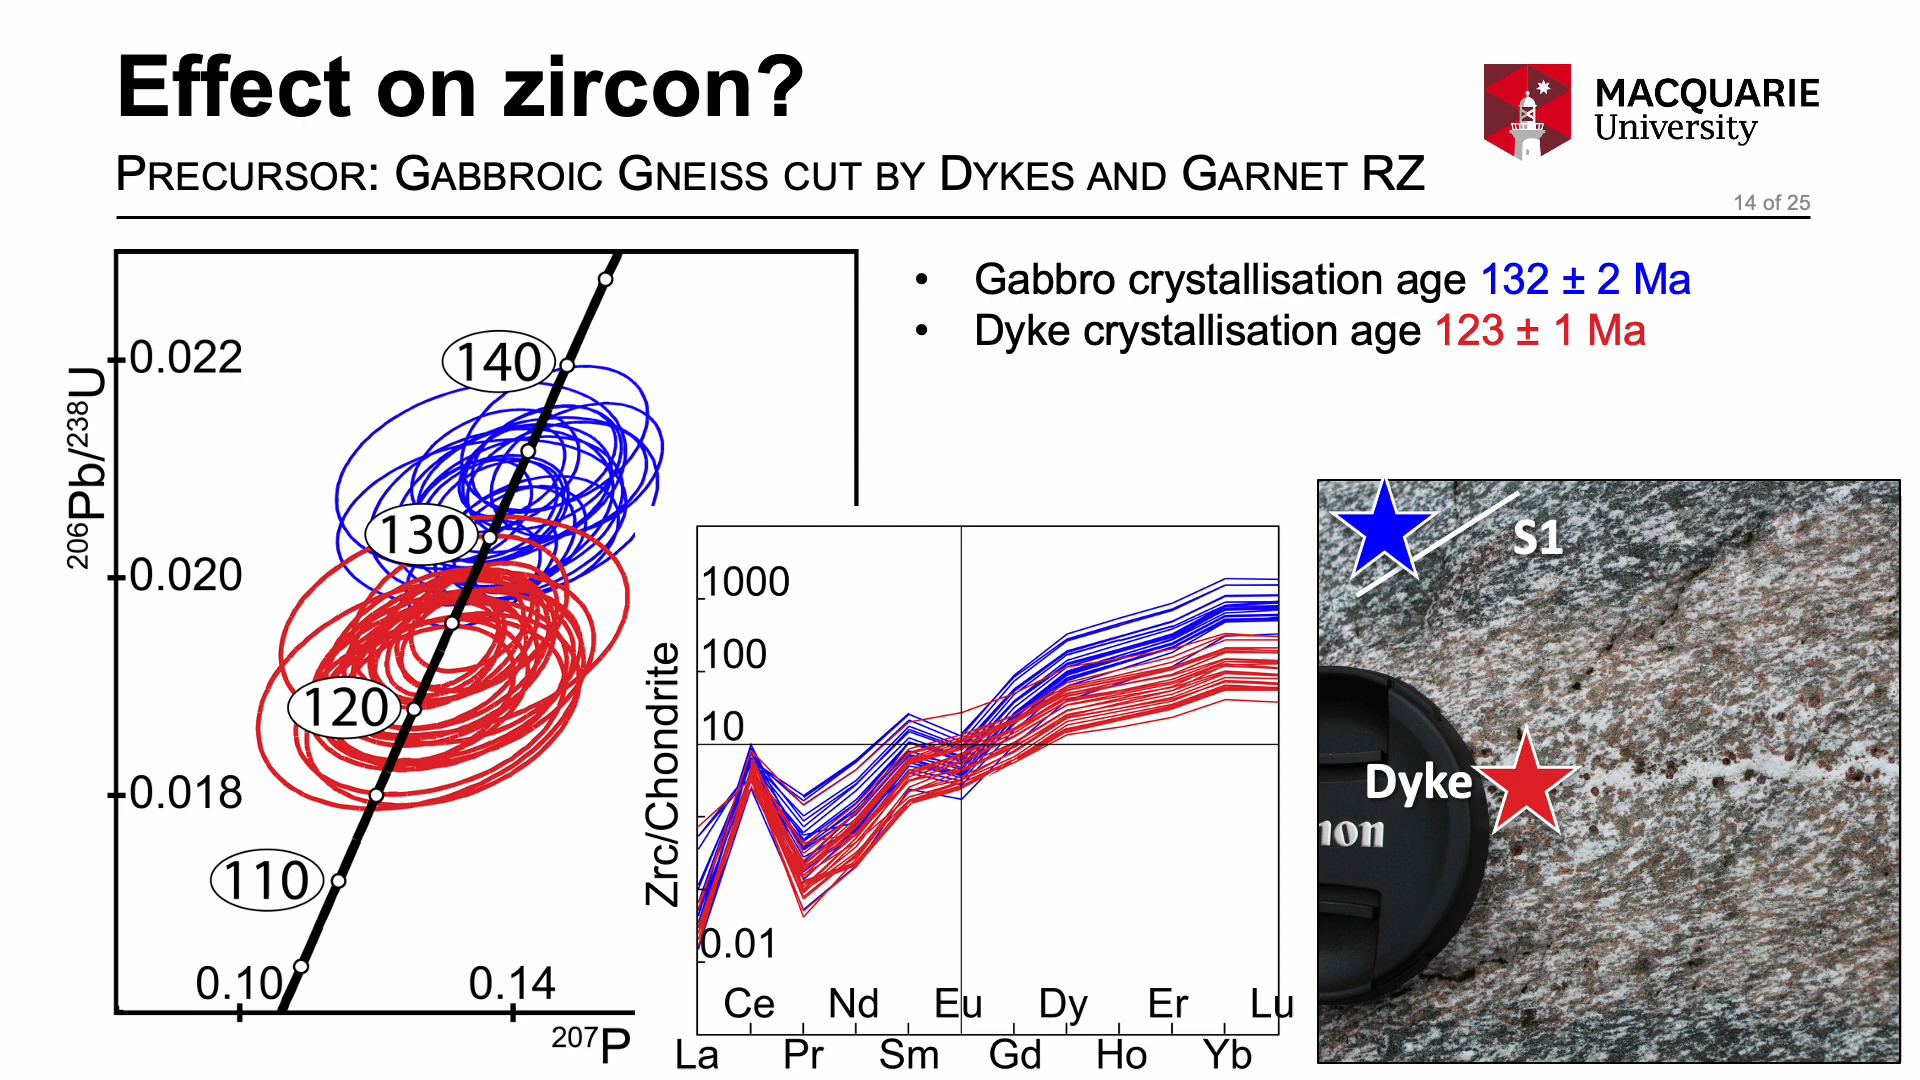 Effect on zircon?
MACQUARIE
University
PRECURSOR: GABBROIC GNEISS CUT BY DYKES AND GARNET RZ
14 of 25
• Gabbro crystallisation age 132 ± 2 Ma
• Dyke crystallisation age 123 ± 1 Ma
206Pb/238U
0.022
0.020
0.018
140
130
120
110
0.10
0.14
207P
Zrc/Chondrite
1000
100
10
0.01
Ce Nd Eu Dy Er Lu
La Pr Sm Gd Ho Yb
S1
Dyke
non